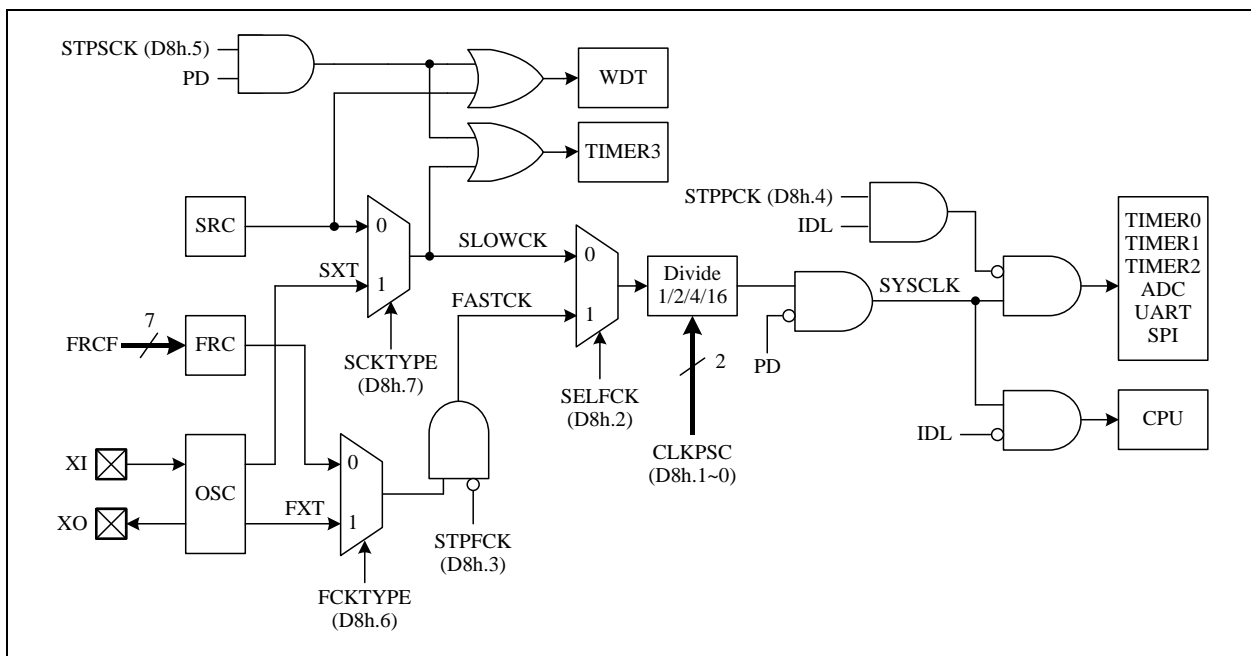 STPSCK (D8h.5)
PD
WDT
TIMER3
SRC
0
1
SXT
SLOWCK
FASTCK
SCKTYPE
(D8h.7)
FRCF
7
FRC
XI
XO
OSC
FXT
0
1
FCKTYPE
(D8h.6)
STPFCK
(D8h.3)
0
1
SELFCK
(D8h.2)
Divide
1/2/4/16
2
CLKPSC
(D8h.1~0)
PD
SYSCLK
STPPCK (D8h.4)
IDL
TIMER0
TIMER1
TIMER2
ADC
UART
SPI
IDL
CPU